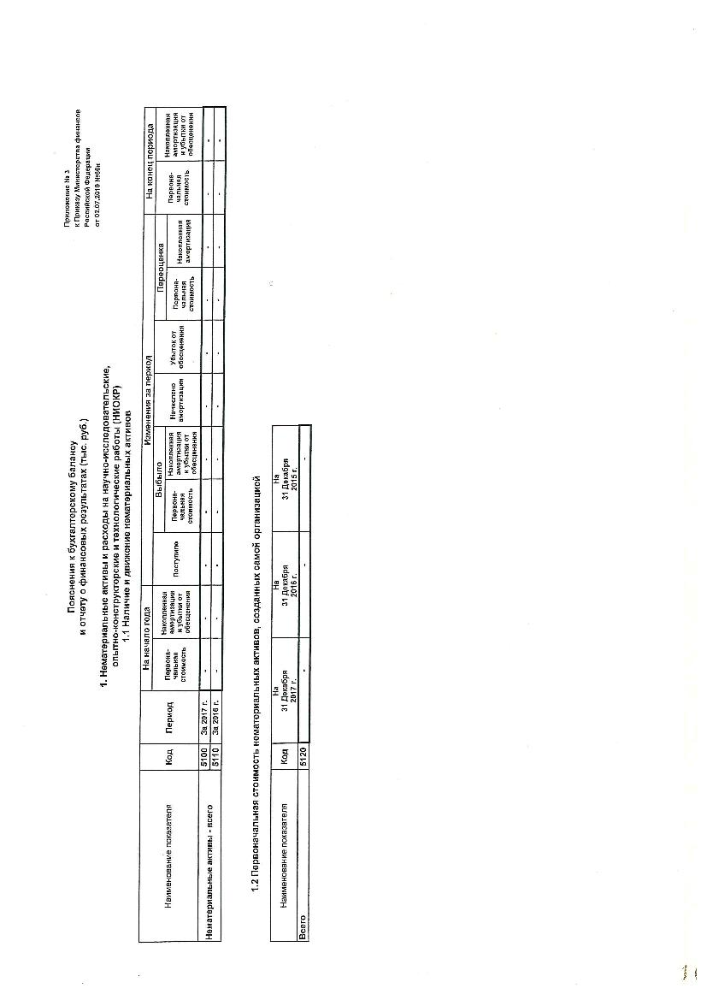 Приложение № 3
к Приказу Министерства финансов
Российской Федерации
от 02.07.2010 №66н
Пояснения к бухгалтерскому балансу
и отчету о финансовых результатах (тыс. руб.)
1. Нематериальные активы и расходы на научно-исследовательские,
опытно-конструкторские и технологические работы (НИОКР)
1.1 Наличие и движение нематериальных активов
Наименование показателя
Код
Период
На начало года
Изменения за период
На конец периода
Первона-
чальная
стоимость
Накопленная
амортизация
и убытки от
обесценения
Поступило
Выбыло
Первона-
чальная
стоимость
Накопленная
амортизация
и убытки от
обесценения
Начислено
амортизации
Убыток от
обесценения
Переоценка
Первона-
чальная
стоимость
Накопленная
амортизация
Первона-
чальная
стоимость
Накопленная
амортизация
и убытки от
обесценения
Нематериальные активы - всего 5100 За 2017 г. - - - - - - - - - - -
5110 За 2016 г. - - - - - - - - - - -
1.2 Первоначальная стоимость нематериальных активов, созданных самой организацией
Наименование показателя
Код
На
31 Декабря
2017 г.
На
31 Декабря
2016 г.
На
31 Декабря
2015 г.
Всего 5120 - - -